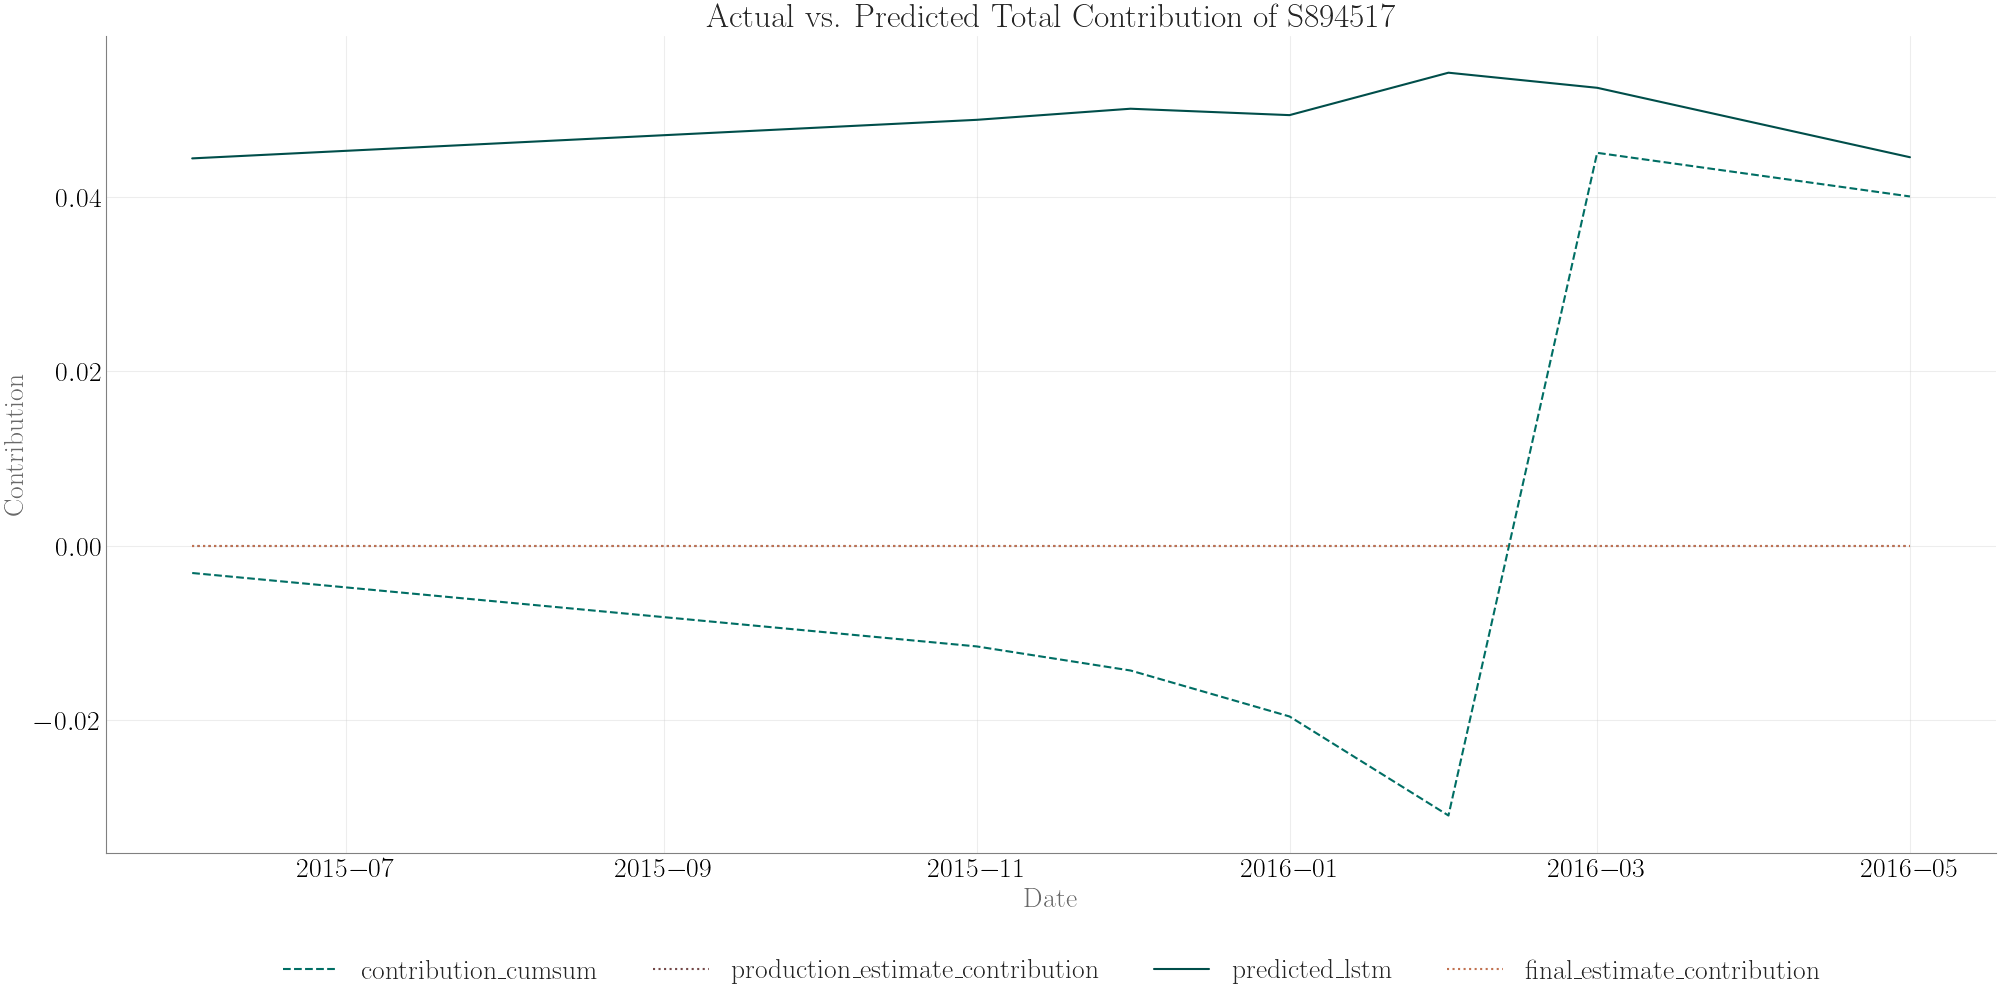 Actual vs. Predicted Total Contribution of S894517
Contribution
0.04
0.02
0.00
−0.02
2015−07 2015−09 2015−11 2016−01 2016−03 2016−05
Date
contribution_cumsum production_estimate_contribution predicted_lstm final_estimate_contribution